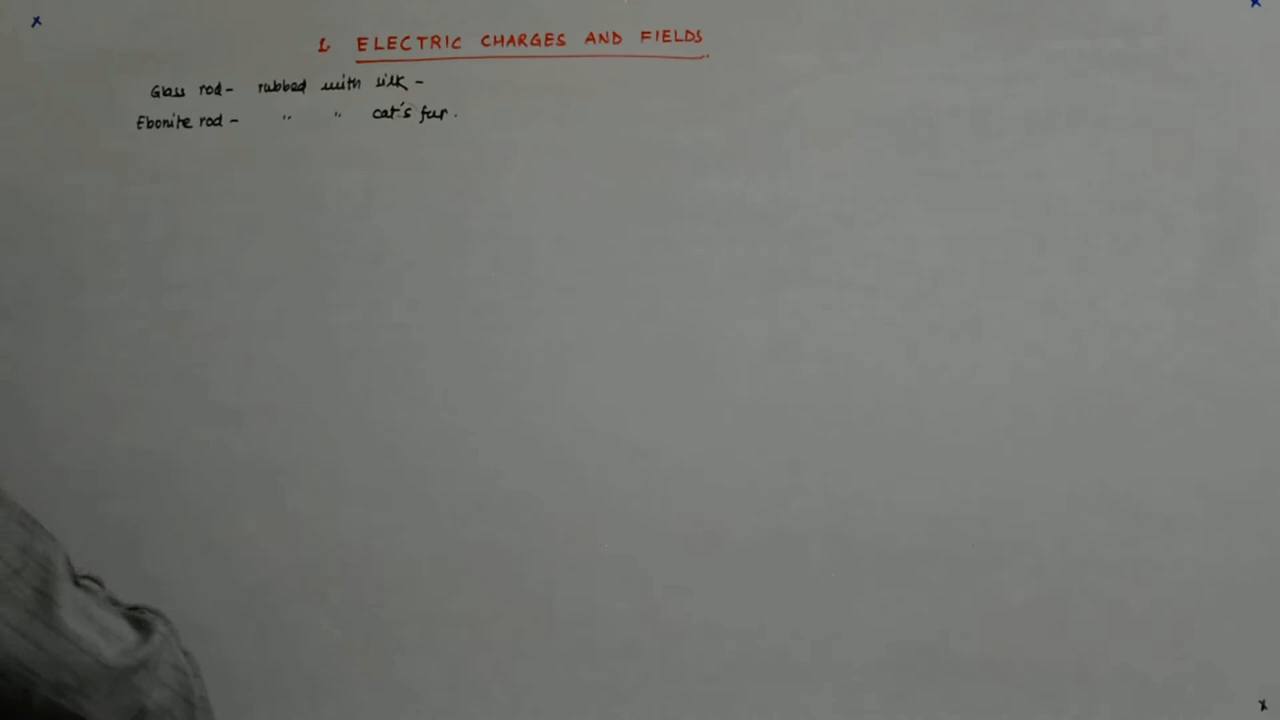 1. ELECTRIC CHARGES AND FIELDS
Glass rod - rubbed with silk -
Ebonite rod - " " cat's fur.